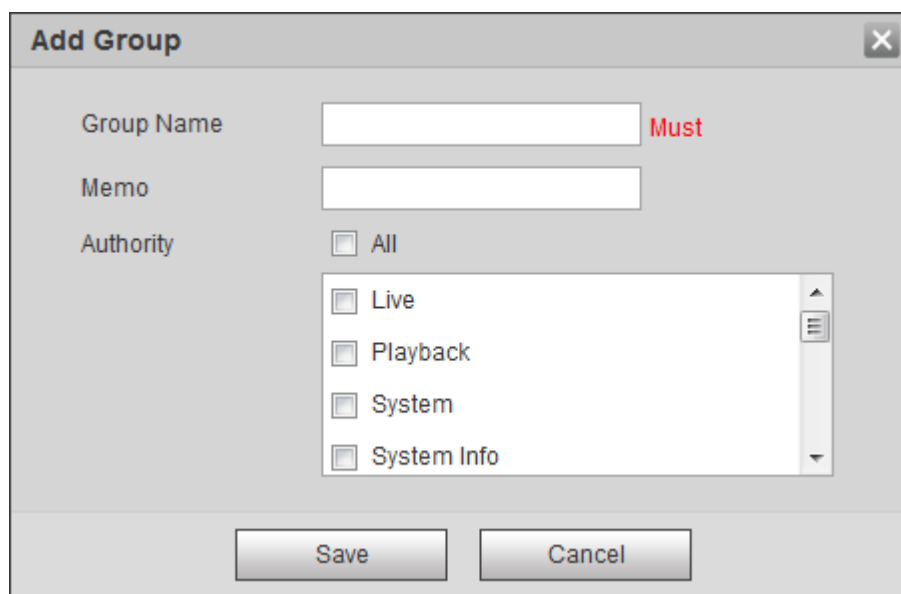 Add Group
Group Name Must
Memo
Authority All
Live
Playback
System
System Info
Save Cancel